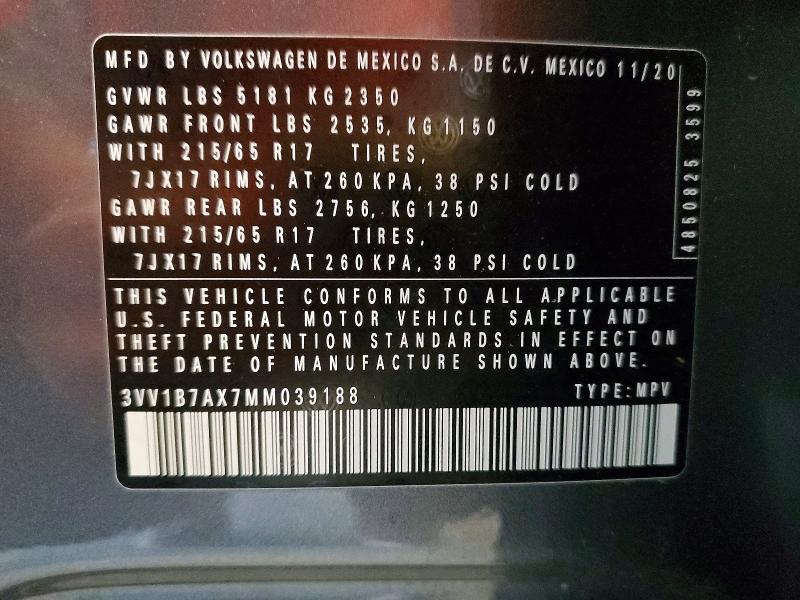 MFD BY VOLKSWAGEN DE MEXICO S.A. DE C.V. MEXICO 11/20
GVWR LBS 5181 KG 2350
GAWR FRONT LBS 2535, KG 1150
WITH 215/65 R17 TIRES,
7JX17 RIMS, AT 260 KPA, 38 PSI COLD
GAWR REAR LBS 2756, KG 1250
WITH 215/65 R17 TIRES,
7JX17 RIMS, AT 260 KPA, 38 PSI COLD
4850825 3599
THIS VEHICLE CONFORMS TO ALL APPLICABLE
U.S. FEDERAL MOTOR VEHICLE SAFETY AND
THEFT PREVENTION STANDARDS IN EFFECT ON
THE DATE OF MANUFACTURE SHOWN ABOVE.
3VV1B7AX7MM039188 TYPE: MPV